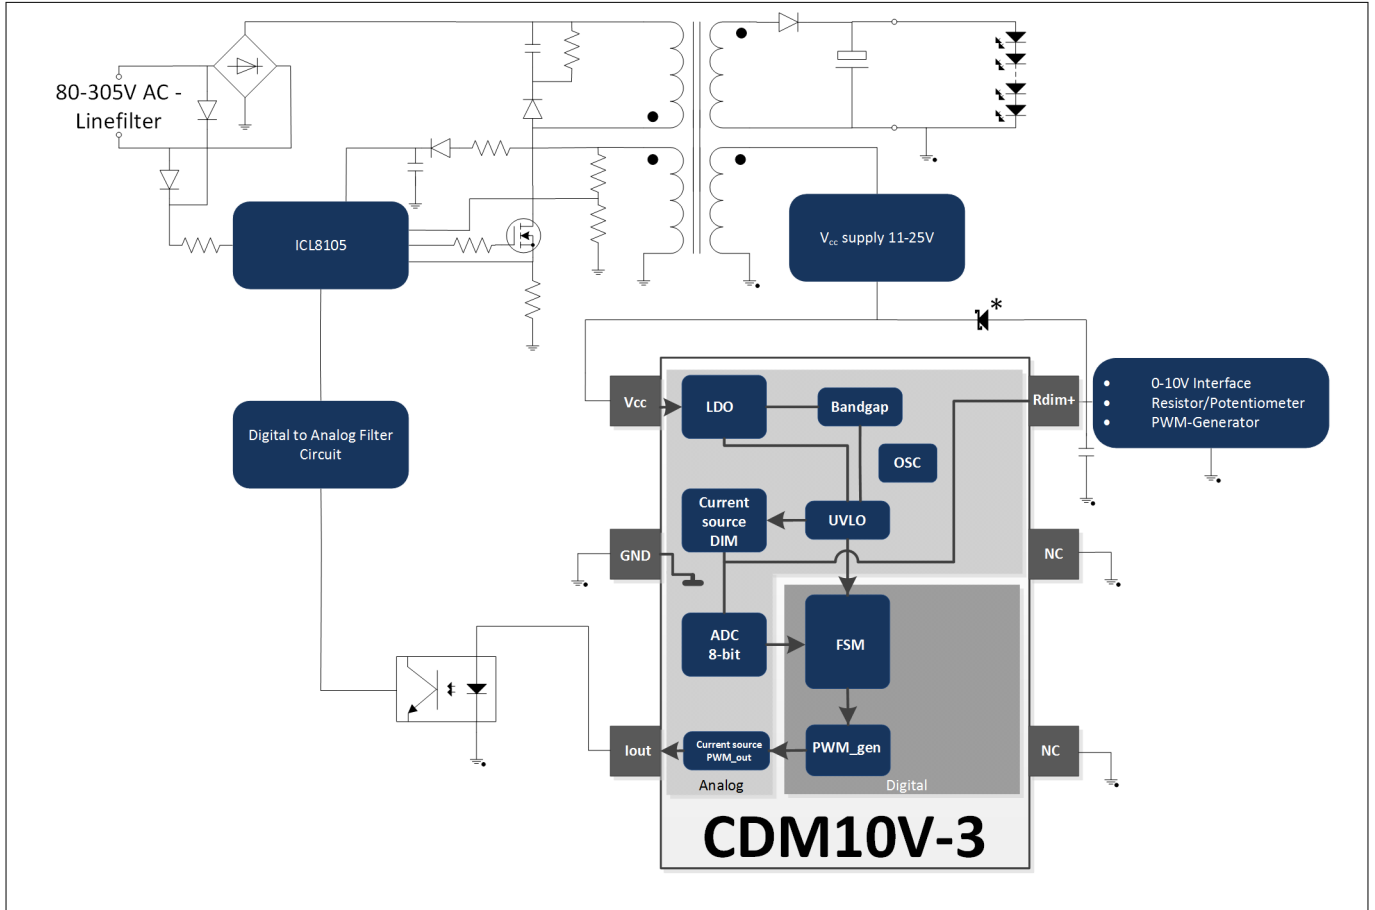 80-305V AC -
Linefilter
ICL8105
Vcc supply 11-25V
*
Vcc
LDO
Bandgap
Rdim+
• 0-10V Interface
• Resistor/Potentiometer
• PWM-Generator
Digital to Analog Filter
Circuit
OSC
Current
source
DIM
UVLO
GND
NC
ADC
8-bit
FSM
Iout
Current source
PWM_out
PWM_gen
NC
Analog
Digital
CDM10V-3